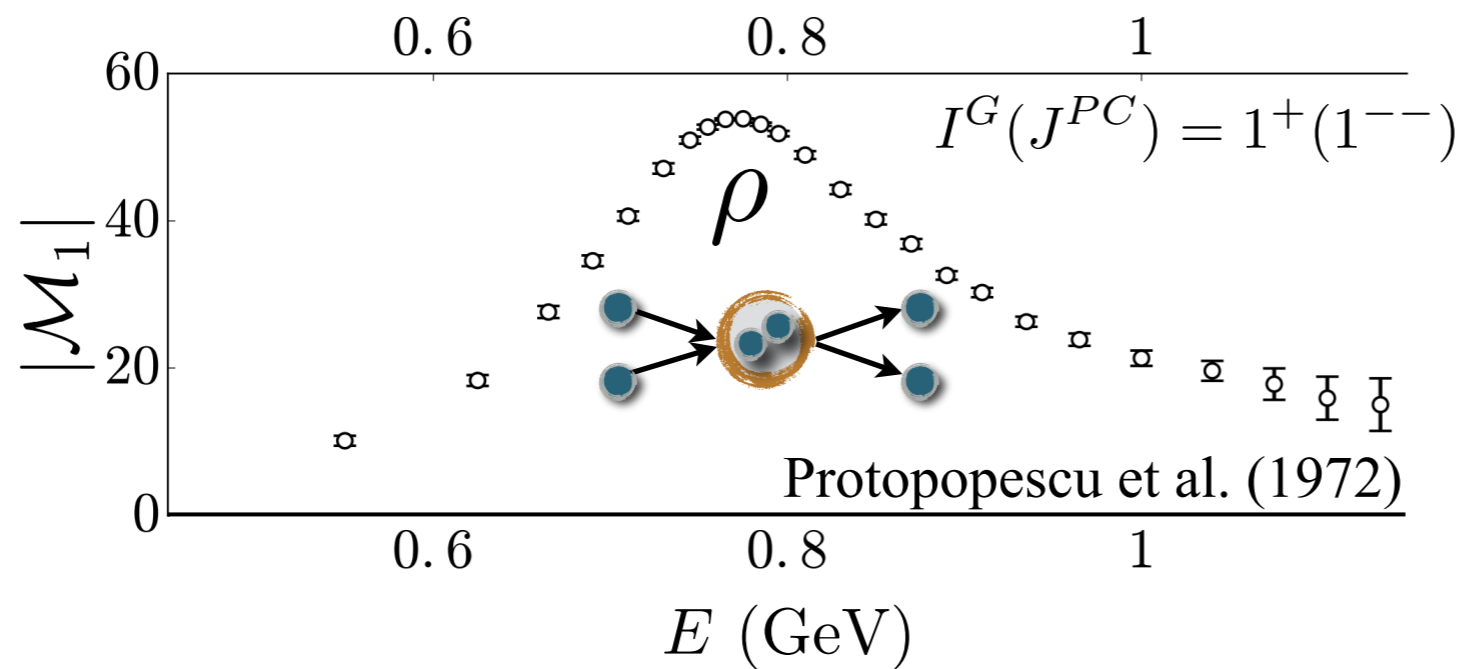 0.6 0.8 1
60
I^G(J^{PC}) = 1^+(1^{--})
ρ
40
|ℳ₁|
20
Protopopescu et al. (1972)
0
0.6 0.8 1
E (GeV)